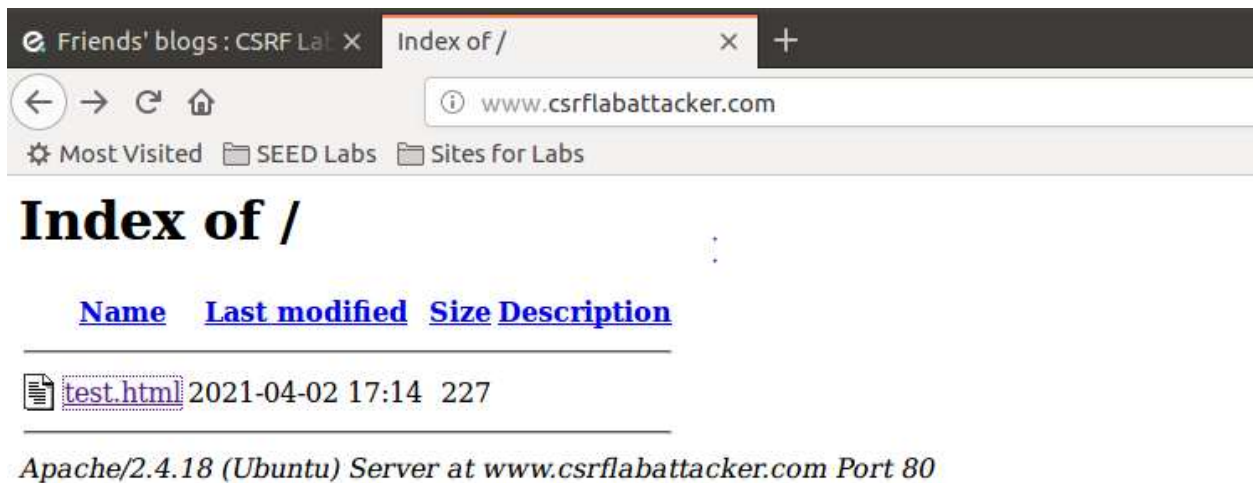 Friends' blogs : CSRF Lab
Index of /
www.csrflabattacker.com
Most Visited SEED Labs Sites for Labs
Index of /
Name Last modified Size Description
test.html 2021-04-02 17:14 227
Apache/2.4.18 (Ubuntu) Server at www.csrflabattacker.com Port 80